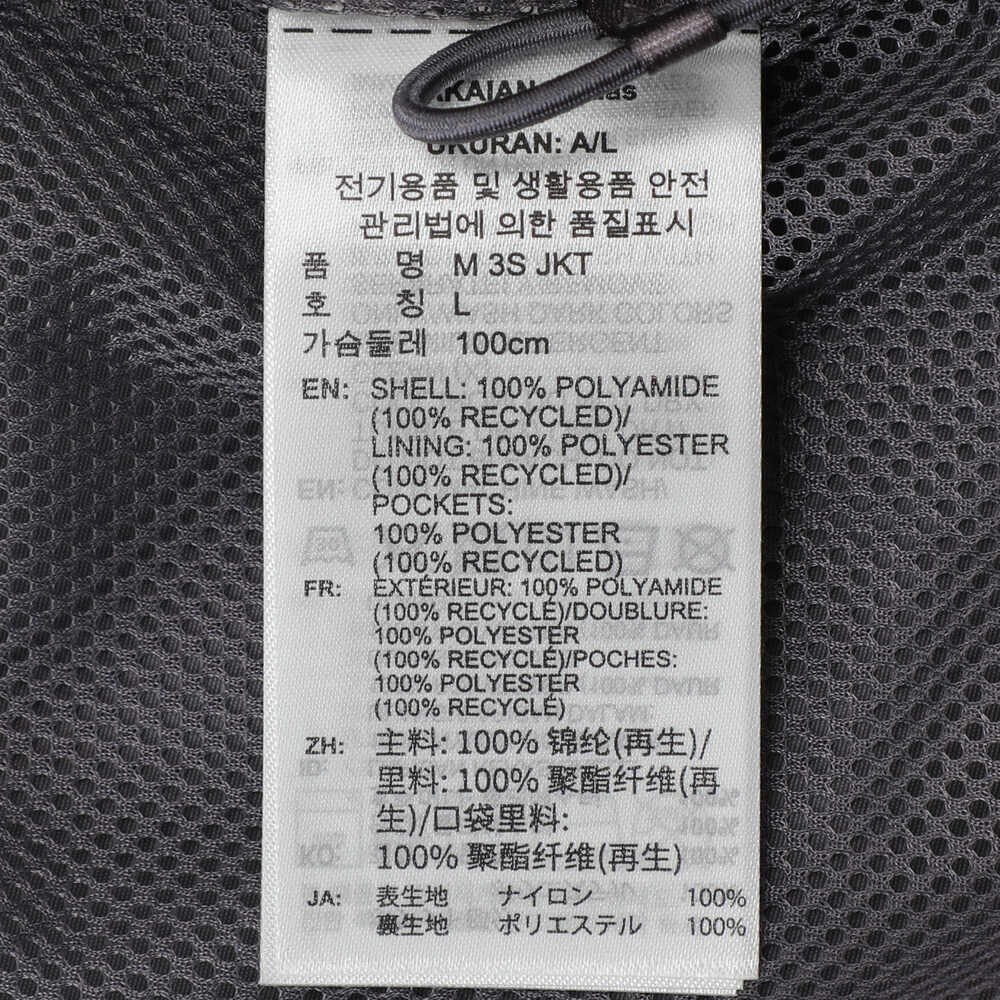 UKURAN: A/L
전기용품 및 생활용품 안전
관리법에 의한 품질표시
품 명 M 3S JKT
호 칭 L
가슴둘레 100cm
EN: SHELL: 100% POLYAMIDE
(100% RECYCLED)/
LINING: 100% POLYESTER
(100% RECYCLED)/
POCKETS:
100% POLYESTER
(100% RECYCLED)
FR: EXTÉRIEUR: 100% POLYAMIDE
(100% RECYCLÉ)/DOUBLURE:
100% POLYESTER
(100% RECYCLÉ)/POCHES:
100% POLYESTER
(100% RECYCLÉ)
ZH: 主料: 100% 锦纶(再生)/
里料: 100% 聚酯纤维(再
生)/口袋里料:
100% 聚酯纤维(再生)
JA: 表生地 ナイロン 100%
裏生地 ポリエステル 100%